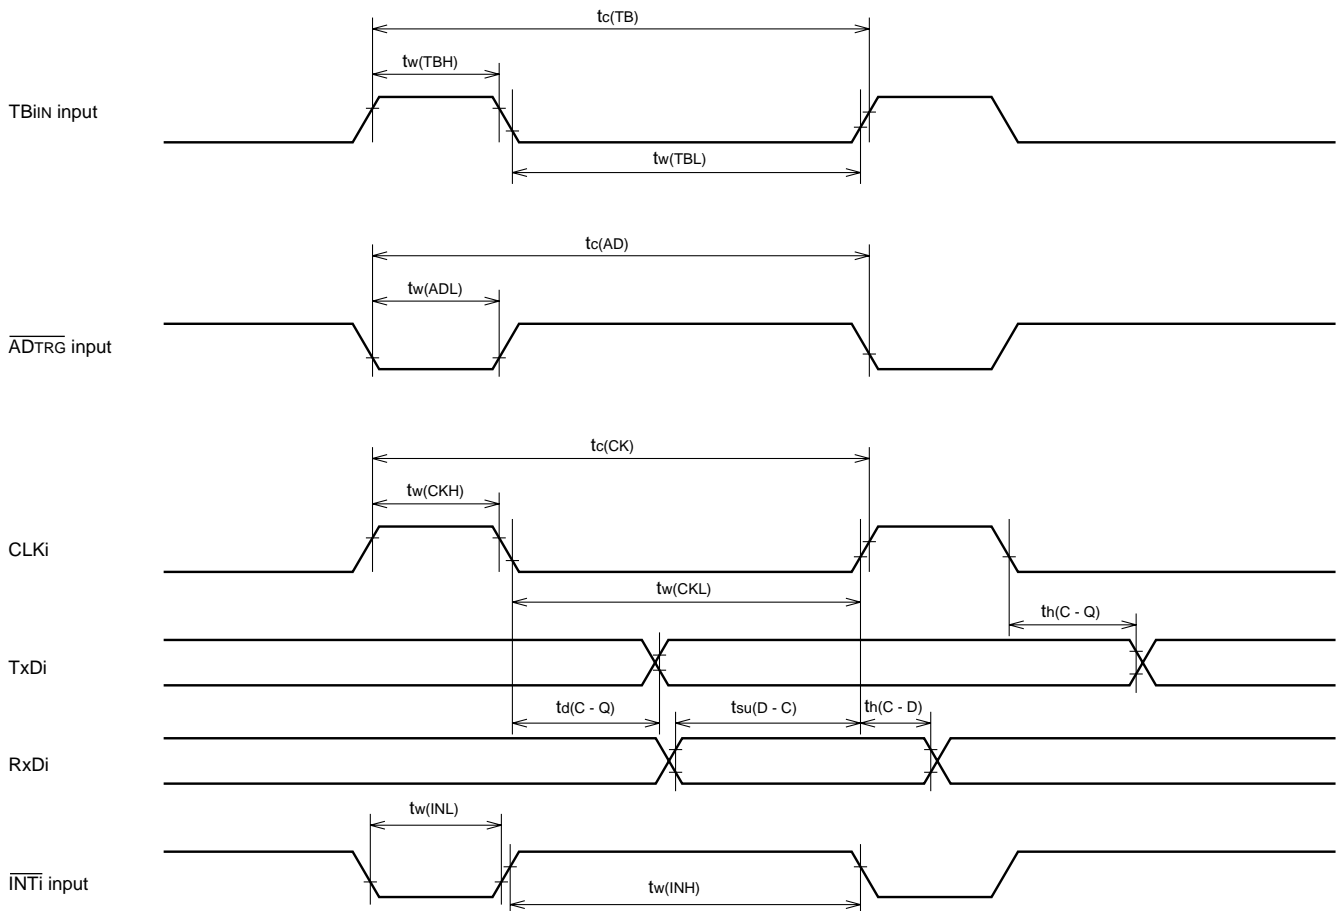 tc(TB)
tw(TBH)
TBiIN input
tw(TBL)
tc(AD)
tw(ADL)
ADTRG input
tc(CK)
tw(CKH)
CLKi
tw(CKL)
th(C - Q)
TxDi
td(C - Q)
tsu(D - C)
th(C - D)
RxDi
tw(INL)
INTi input
tw(INH)